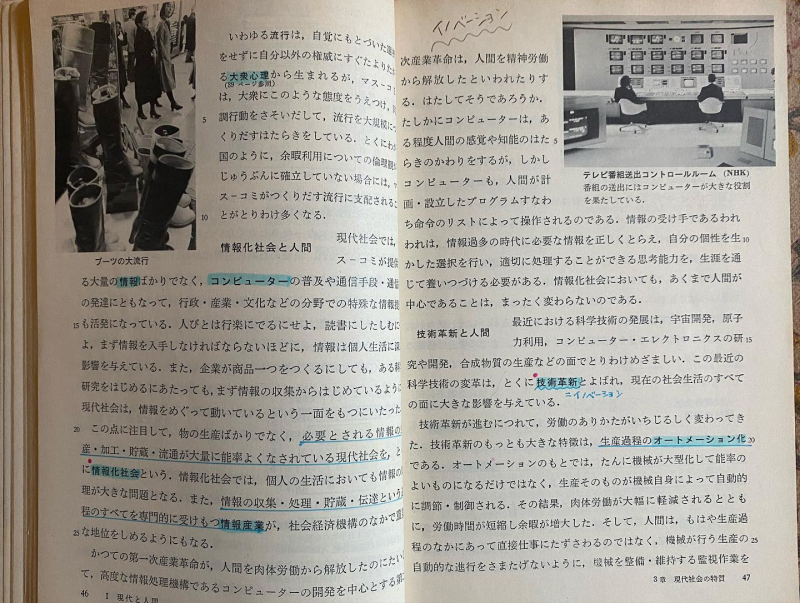 いわゆる流行は，自覚にもとづいた選
をせずに自分以外の権威にすぐたよりた
る大衆心理から生まれるが，マス-コミ
(39ページ参照)
は，大衆にこのような態度をうえつけ，同
調行動をさそいだして，流行を大規模に
くりだすはたらきをしている。とくにわ
国のように，余暇利用についての倫理観
じゅうぶんに確立していない場合には，
ス-コミがつくりだす流行に支配されるこ
とがとりわけ多くなる。
5
10
ブーツの大流行
情報化社会と人間
現代社会では，
ス-コミが提供
る大量の情報ばかりでなく，コンピューターの普及や通信手段・通信
の発達にともなって，行政・産業・文化などの分野での特殊な情報
15 も活発になっている。人びとは行楽にでるにせよ，読書にしたしむに
よ，まず情報を入手しなければならないほどに，情報は個人生活に深
影響を与えている。また，企業が商品一つをつくるにしても，ある科
研究をはじめるにあたっても，まず情報の収集からはじめているように
現代社会は，情報をめぐって動いているという一面をもつにいたった
20 この点に注目して，物の生産ばかりでなく，必要とされる情報の
産・加工・貯蔵・流通が大量に能率よくなされている現代社会を，と
に情報化社会という。情報化社会では，個人の生活においても情報の
理が大きな問題となる。また，情報の収集・処理・貯蔵・伝達という
程のすべてを専門的に受けもつ情報産業が，社会経済機構のなかで重
25 な地位をしめるようにもなる。
かつての第一次産業革命が，人間を肉体労働から解放したのにたい
て，高度な情報処理機構であるコンピューターの開発を中心とする第
46 I 現代と人間
イノベーション
次産業革命は，人間を精神労働
から解放したといわれたりす
る。はたしてそうであろうか。
たしかにコンピューターは，あ
る程度人間の感覚や知能のはた 5
らきのかわりをするが，しかし
コンピューターも，人間が計
画・設立したプログラムすなわ
テレビ番組送出コントロールルーム (NHK)
番組の送出にはコンピューターが大きな役割
を果たしている。
ち命令のリストによって操作されるのである。情報の受け手であるわれ
われは，情報過多の時代に必要な情報を正しくとらえ，自分の個性を生 10
かした選択を行い，適切に処理することができる思考能力を，生涯を通
じて養いつづける必要がある。情報化社会においても，あくまで人間が
中心であることは，まったく変わらないのである。
技術革新と人間
最近における科学技術の発展は，宇宙開発，原子
力利用，コンピューター・エレクトロニクスの研 15
究や開発，合成物質の生産などの面でとりわけめざましい。この最近の
科学技術の変革は，とくに技術革新とよばれ，現在の社会生活のすべて
=イノベーション
の面に大きな影響を与えている。
技術革新が進むにつれて，労働のありかたがいちじるしく変わってき
た。技術革新のもっとも大きな特徴は，生産過程のオートメーション化 20
である。オートメーションのもとでは，たんに機械が大型化して能率の
よいものになるだけではなく，生産そのものが機械自身によって自動的
に調節・制御される。その結果，肉体労働が大幅に軽減されるととも
に，労働時間が短縮し余暇が増大した。そして，人間は，もはや生産過
程のなかにあって直接仕事にたずさわるのではなく，機械が行う生産の 25
自動的な進行をさまたげないように，機械を整備・維持する監視作業を
3章 現代社会の特質 47